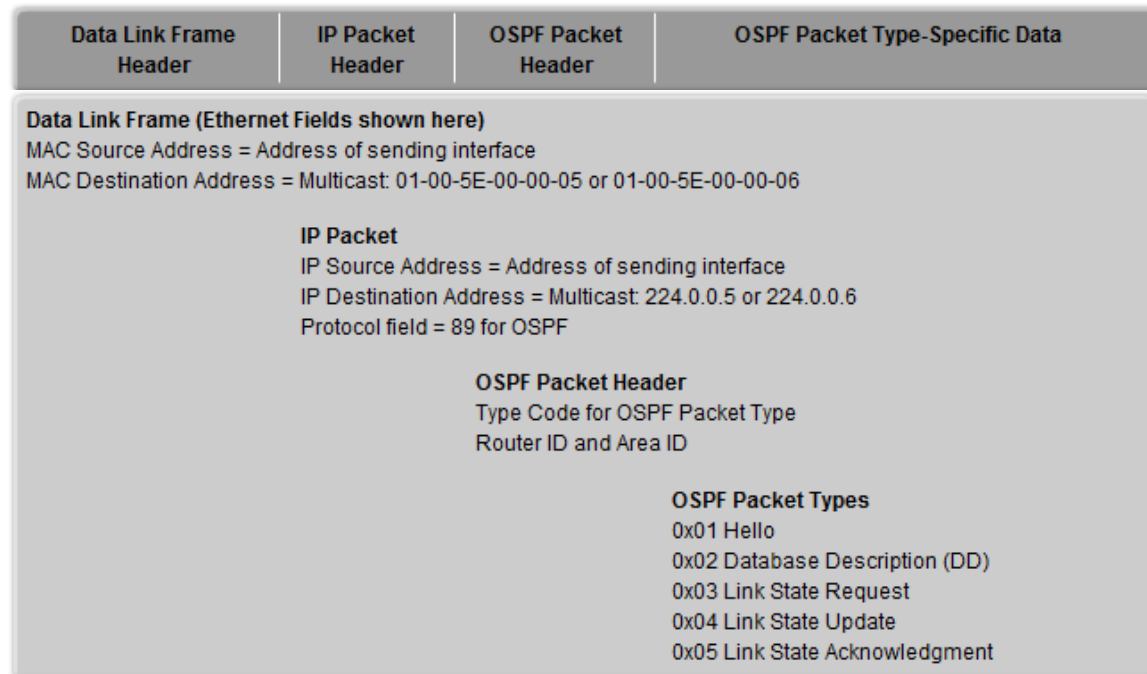 Data Link Frame
Header
IP Packet
Header
OSPF Packet
Header
OSPF Packet Type-Specific Data
Data Link Frame (Ethernet Fields shown here)
MAC Source Address = Address of sending interface
MAC Destination Address = Multicast: 01-00-5E-00-00-05 or 01-00-5E-00-00-06
IP Packet
IP Source Address = Address of sending interface
IP Destination Address = Multicast: 224.0.0.5 or 224.0.0.6
Protocol field = 89 for OSPF
OSPF Packet Header
Type Code for OSPF Packet Type
Router ID and Area ID
OSPF Packet Types
0x01 Hello
0x02 Database Description (DD)
0x03 Link State Request
0x04 Link State Update
0x05 Link State Acknowledgment